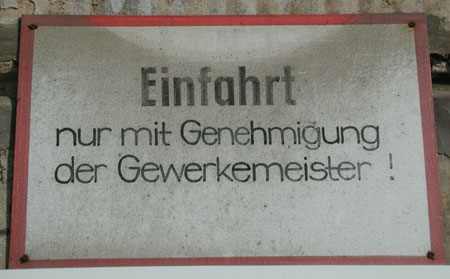 Einfahrt
nur mit Genehmigung
der Gewerkemeister !